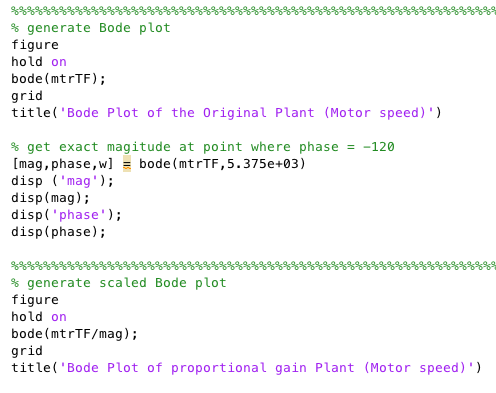 %%%%%%%%%%%%%%%%%%%%%%%%%%%%%%%%%%%%%%%%%%%%%%%%%%%%%%%%%%%%%
% generate Bode plot
figure
hold on
bode(mtrTF);
grid
title('Bode Plot of the Original Plant (Motor speed)')
% get exact magitude at point where phase = -120
[mag,phase,w] = bode(mtrTF,5.375e+03)
disp ('mag');
disp(mag);
disp('phase');
disp(phase);
%%%%%%%%%%%%%%%%%%%%%%%%%%%%%%%%%%%%%%%%%%%%%%%%%%%%%%%%%%%%%
% generate scaled Bode plot
figure
hold on
bode(mtrTF/mag);
grid
title('Bode Plot of proportional gain Plant (Motor speed)')